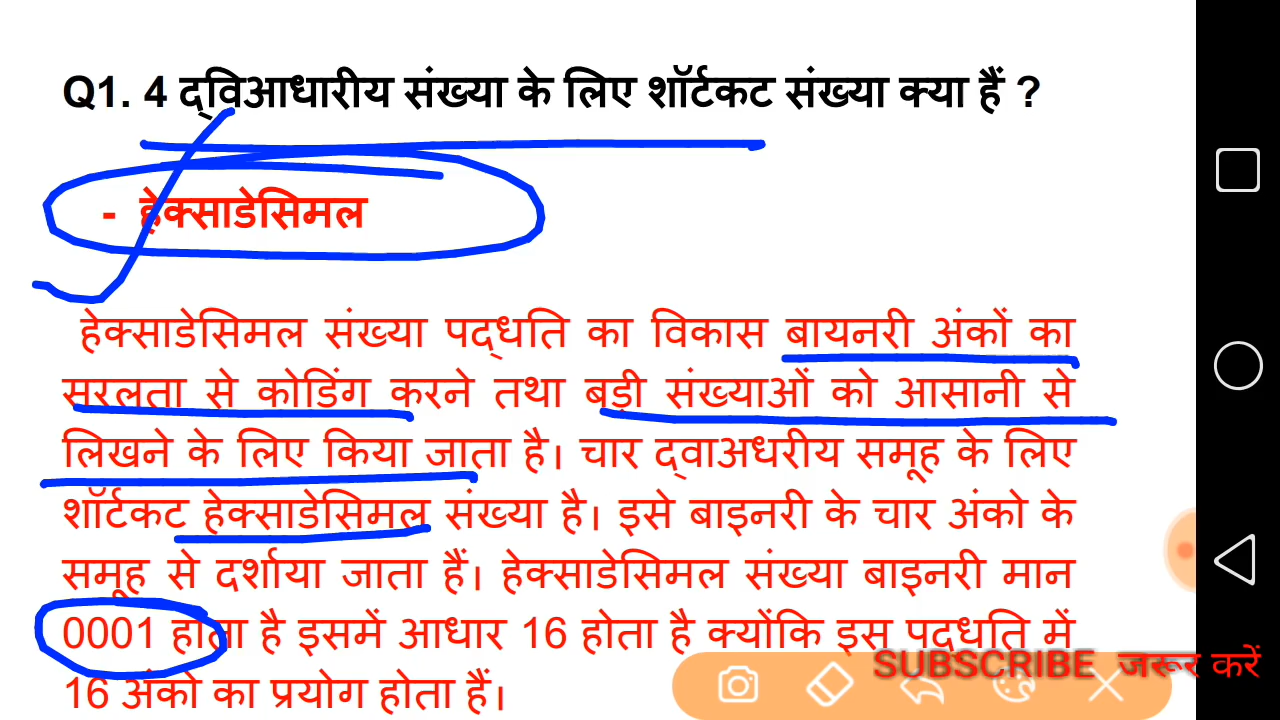 Q1. 4 द्विआधारीय संख्या के लिए शॉर्टकट संख्या क्या हैं ?
- हेक्साडेसिमल
हेक्साडेसिमल संख्या पद्धति का विकास बायनरी अंकों का
सरलता से कोडिंग करने तथा बड़ी संख्याओं को आसानी से
लिखने के लिए किया जाता है। चार द्वाअधरीय समूह के लिए
शॉर्टकट हेक्साडेसिमल संख्या है। इसे बाइनरी के चार अंको के
समूह से दर्शाया जाता हैं। हेक्साडेसिमल संख्या बाइनरी मान
0001 होता है इसमें आधार 16 होता है क्योंकि इस पद्धति में
16 अंको का प्रयोग होता हैं।
SUBSCRIBE जरूर करें